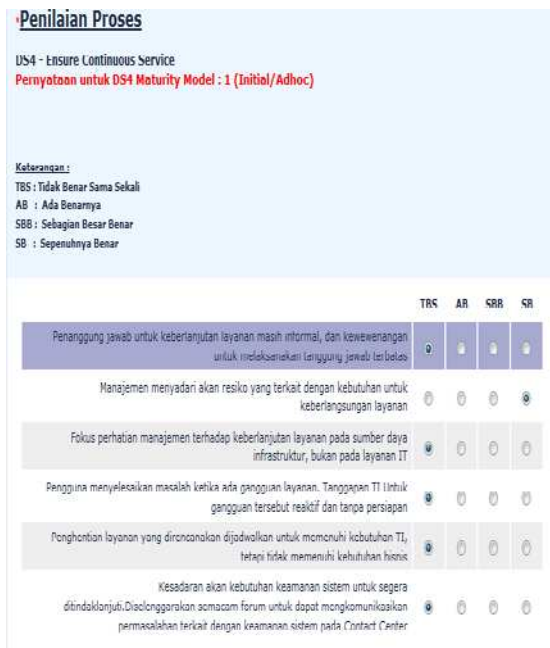 Penilaian Proses
DS4 - Ensure Continuous Service
Pernyataan untuk DS4 Maturity Model : 1 (Initial/Adhoc)
Keterangan :
TBS : Tidak Benar Sama Sekali
AB : Ada Benarnya
SBB : Sebagian Besar Benar
SB : Sepenuhnya Benar
TBS AB SBB SB
Penanggung jawab untuk keberlanjutan layanan masih informal, dan kewewenangan
untuk melaksanakan tanggung jawab terbatas
Manajemen menyadari akan resiko yang terkait dengan kebutuhan untuk
keberlangsungan layanan
Fokus perhatian manajemen terhadap keberlanjutan layanan pada sumber daya
infrastruktur, bukan pada layanan IT
Pengguna menyelesaikan masalah ketika ada gangguan layanan. Tanggapan TI Untuk
gangguan tersebut reaktif dan tanpa persiapan
Penghentian layanan yang direncanakan dijadwalkan untuk memenuhi kebutuhan TI,
tetapi tidak memenuhi kebutuhan bisnis
Kesadaran akan kebutuhan keamanan sistem untuk segera
ditindaklanjuti.Diselenggarakan semacam forum untuk dapat mengkomunikasikan
permasalahan terkait dengan keamanan sistem pada Contact Center